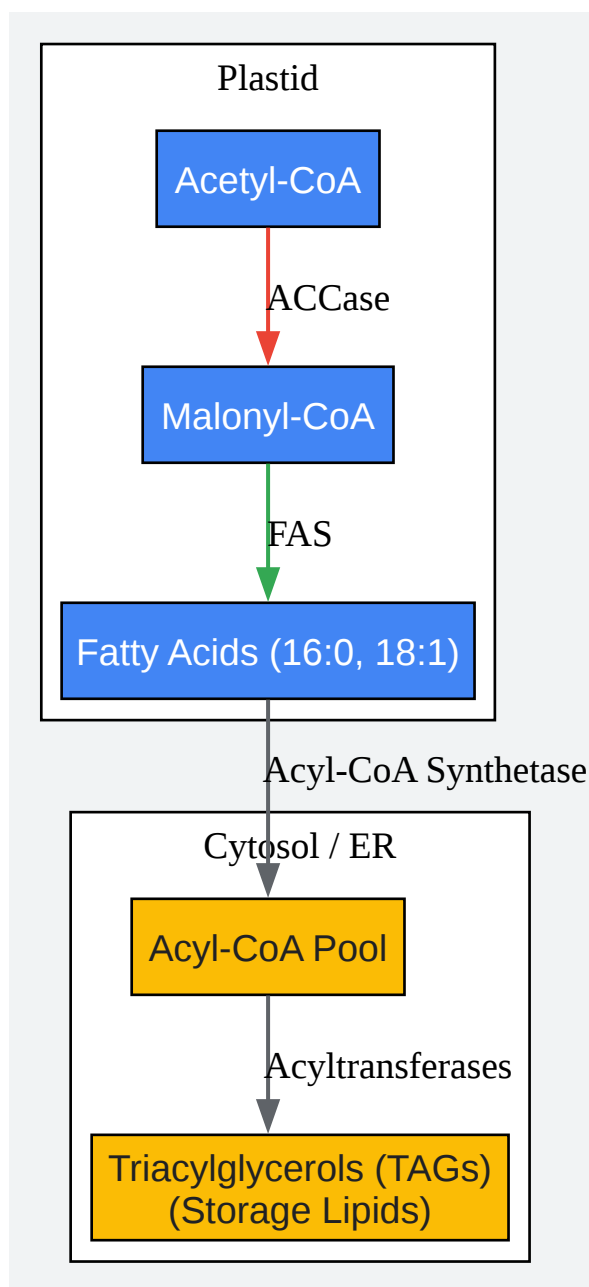 Plastid
Acetyl-CoA
ACCase
Malonyl-CoA
FAS
Fatty Acids (16:0, 18:1)
Acyl-CoA Synthetase
Cytosol / ER
Acyl-CoA Pool
Acyltransferases
Triacylglycerols (TAGs)
(Storage Lipids)